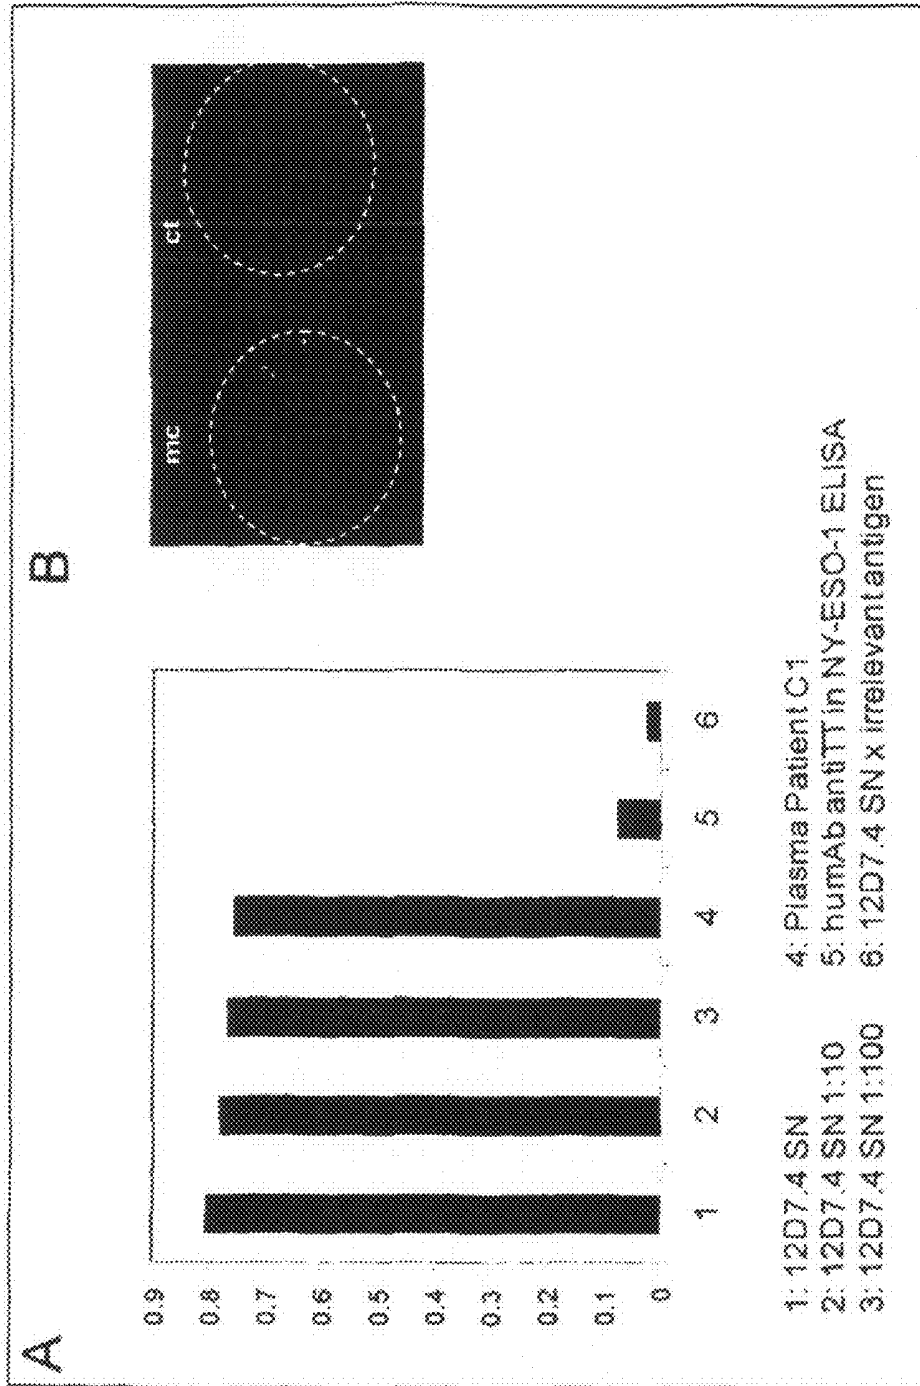 A
B
0.9
0.8
0.7
0.6
0.5
0.4
0.3
0.2
0.1
0
1 2 3 4 5 6
mc
ct
1: 12D7.4 SN
2: 12D7.4 SN 1:10
3: 12D7.4 SN 1:100
4: Plasma Patient C1
5: humAb antiTT in NY-ESO-1 ELISA
6: 12D7.4 SN x irrelevant antigen